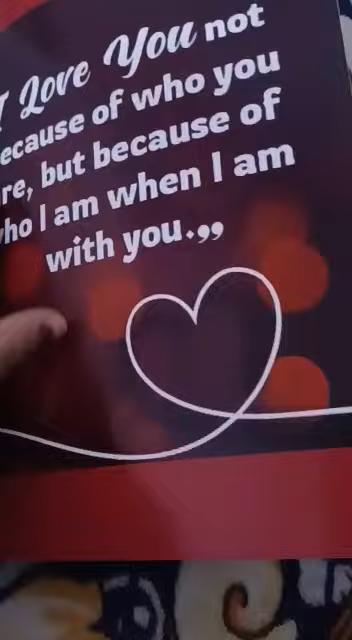 I Love You not
ecause of who you
re, but because of
ho I am when I am
with you.”